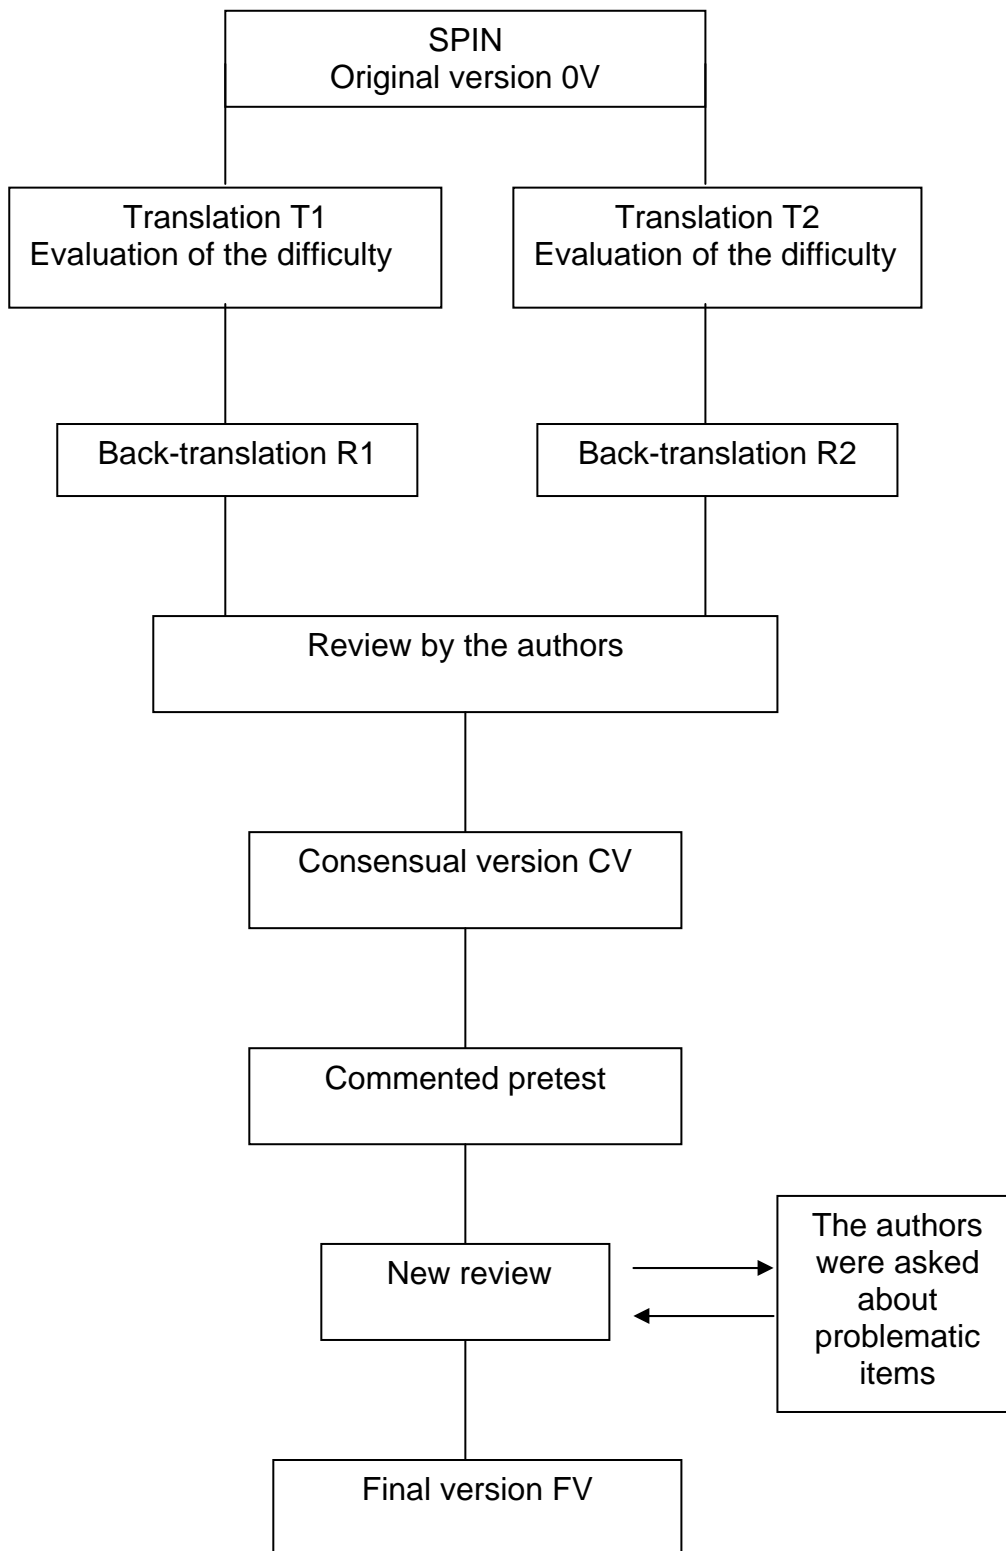 SPIN
Original version 0V
Translation T1
Evaluation of the difficulty
Translation T2
Evaluation of the difficulty
Back-translation R1
Back-translation R2
Review by the authors
Consensual version CV
Commented pretest
New review
The authors
were asked
about
problematic
items
Final version FV